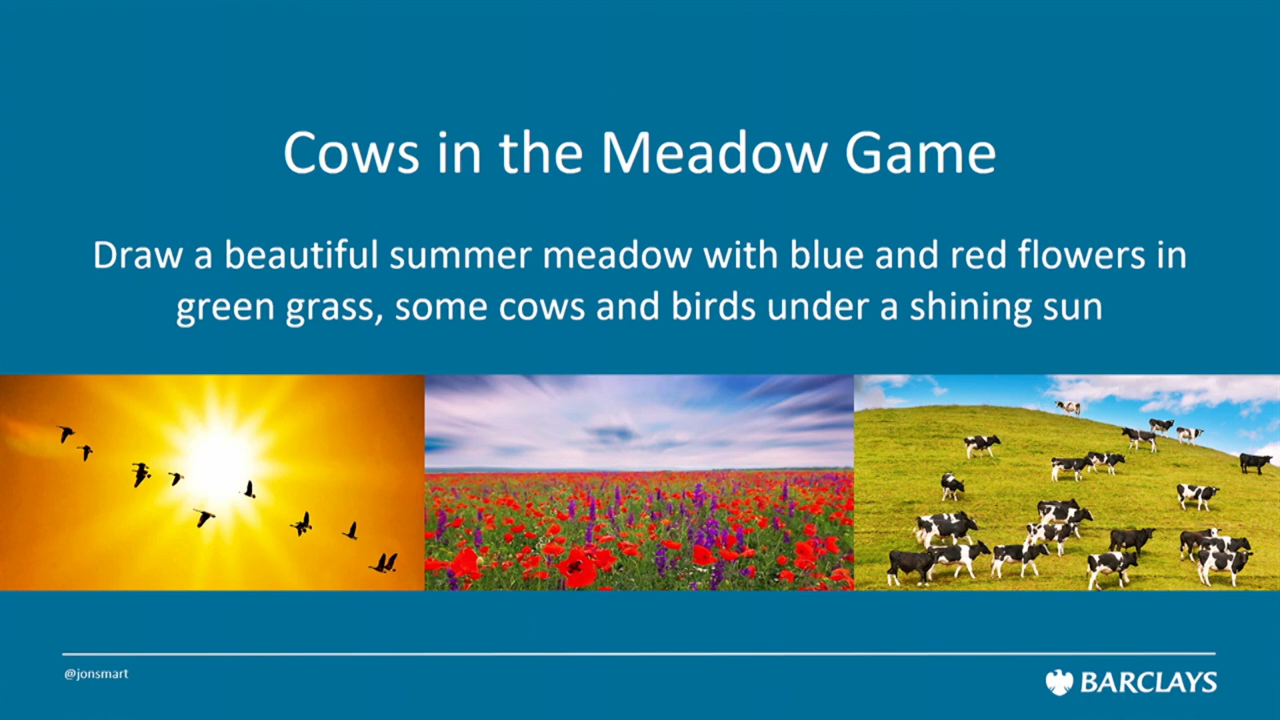 Cows in the Meadow Game
Draw a beautiful summer meadow with blue and red flowers in
green grass, some cows and birds under a shining sun
@jonsmart
BARCLAYS